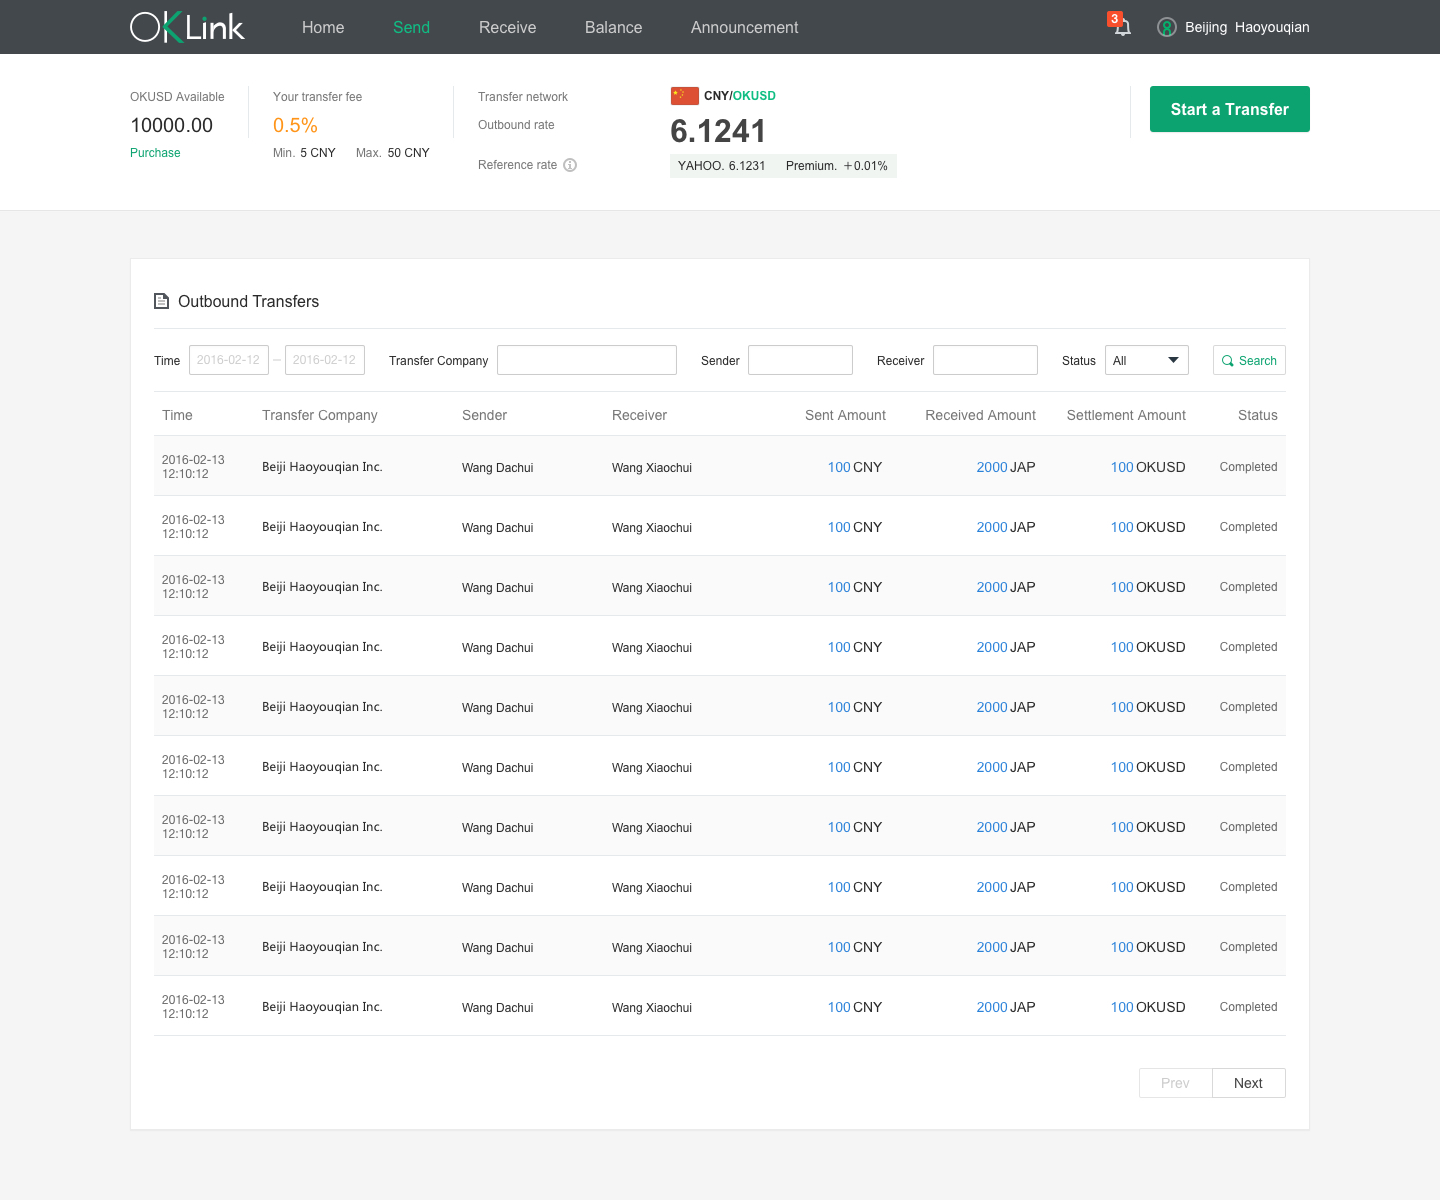 OKLink Home Send Receive Balance Announcement 3 Beijing Haoyouqian
OKUSD Available Your transfer fee Transfer network CNY/OKUSD Start a Transfer
10000.00 0.5% Outbound rate 6.1241
Purchase Min. 5 CNY Max. 50 CNY
Reference rate YAHOO. 6.1231 Premium. +0.01%
Outbound Transfers
Time 2016-02-12 – 2016-02-12 Transfer Company Sender Receiver Status All Search
Time Transfer Company Sender Receiver Sent Amount Received Amount Settlement Amount Status
2016-02-13
12:10:12 Beiji Haoyouqian Inc. Wang Dachui Wang Xiaochui 100 CNY 2000 JAP 100 OKUSD Completed
2016-02-13
12:10:12 Beiji Haoyouqian Inc. Wang Dachui Wang Xiaochui 100 CNY 2000 JAP 100 OKUSD Completed
2016-02-13
12:10:12 Beiji Haoyouqian Inc. Wang Dachui Wang Xiaochui 100 CNY 2000 JAP 100 OKUSD Completed
2016-02-13
12:10:12 Beiji Haoyouqian Inc. Wang Dachui Wang Xiaochui 100 CNY 2000 JAP 100 OKUSD Completed
2016-02-13
12:10:12 Beiji Haoyouqian Inc. Wang Dachui Wang Xiaochui 100 CNY 2000 JAP 100 OKUSD Completed
2016-02-13
12:10:12 Beiji Haoyouqian Inc. Wang Dachui Wang Xiaochui 100 CNY 2000 JAP 100 OKUSD Completed
2016-02-13
12:10:12 Beiji Haoyouqian Inc. Wang Dachui Wang Xiaochui 100 CNY 2000 JAP 100 OKUSD Completed
2016-02-13
12:10:12 Beiji Haoyouqian Inc. Wang Dachui Wang Xiaochui 100 CNY 2000 JAP 100 OKUSD Completed
2016-02-13
12:10:12 Beiji Haoyouqian Inc. Wang Dachui Wang Xiaochui 100 CNY 2000 JAP 100 OKUSD Completed
2016-02-13
12:10:12 Beiji Haoyouqian Inc. Wang Dachui Wang Xiaochui 100 CNY 2000 JAP 100 OKUSD Completed
Prev Next